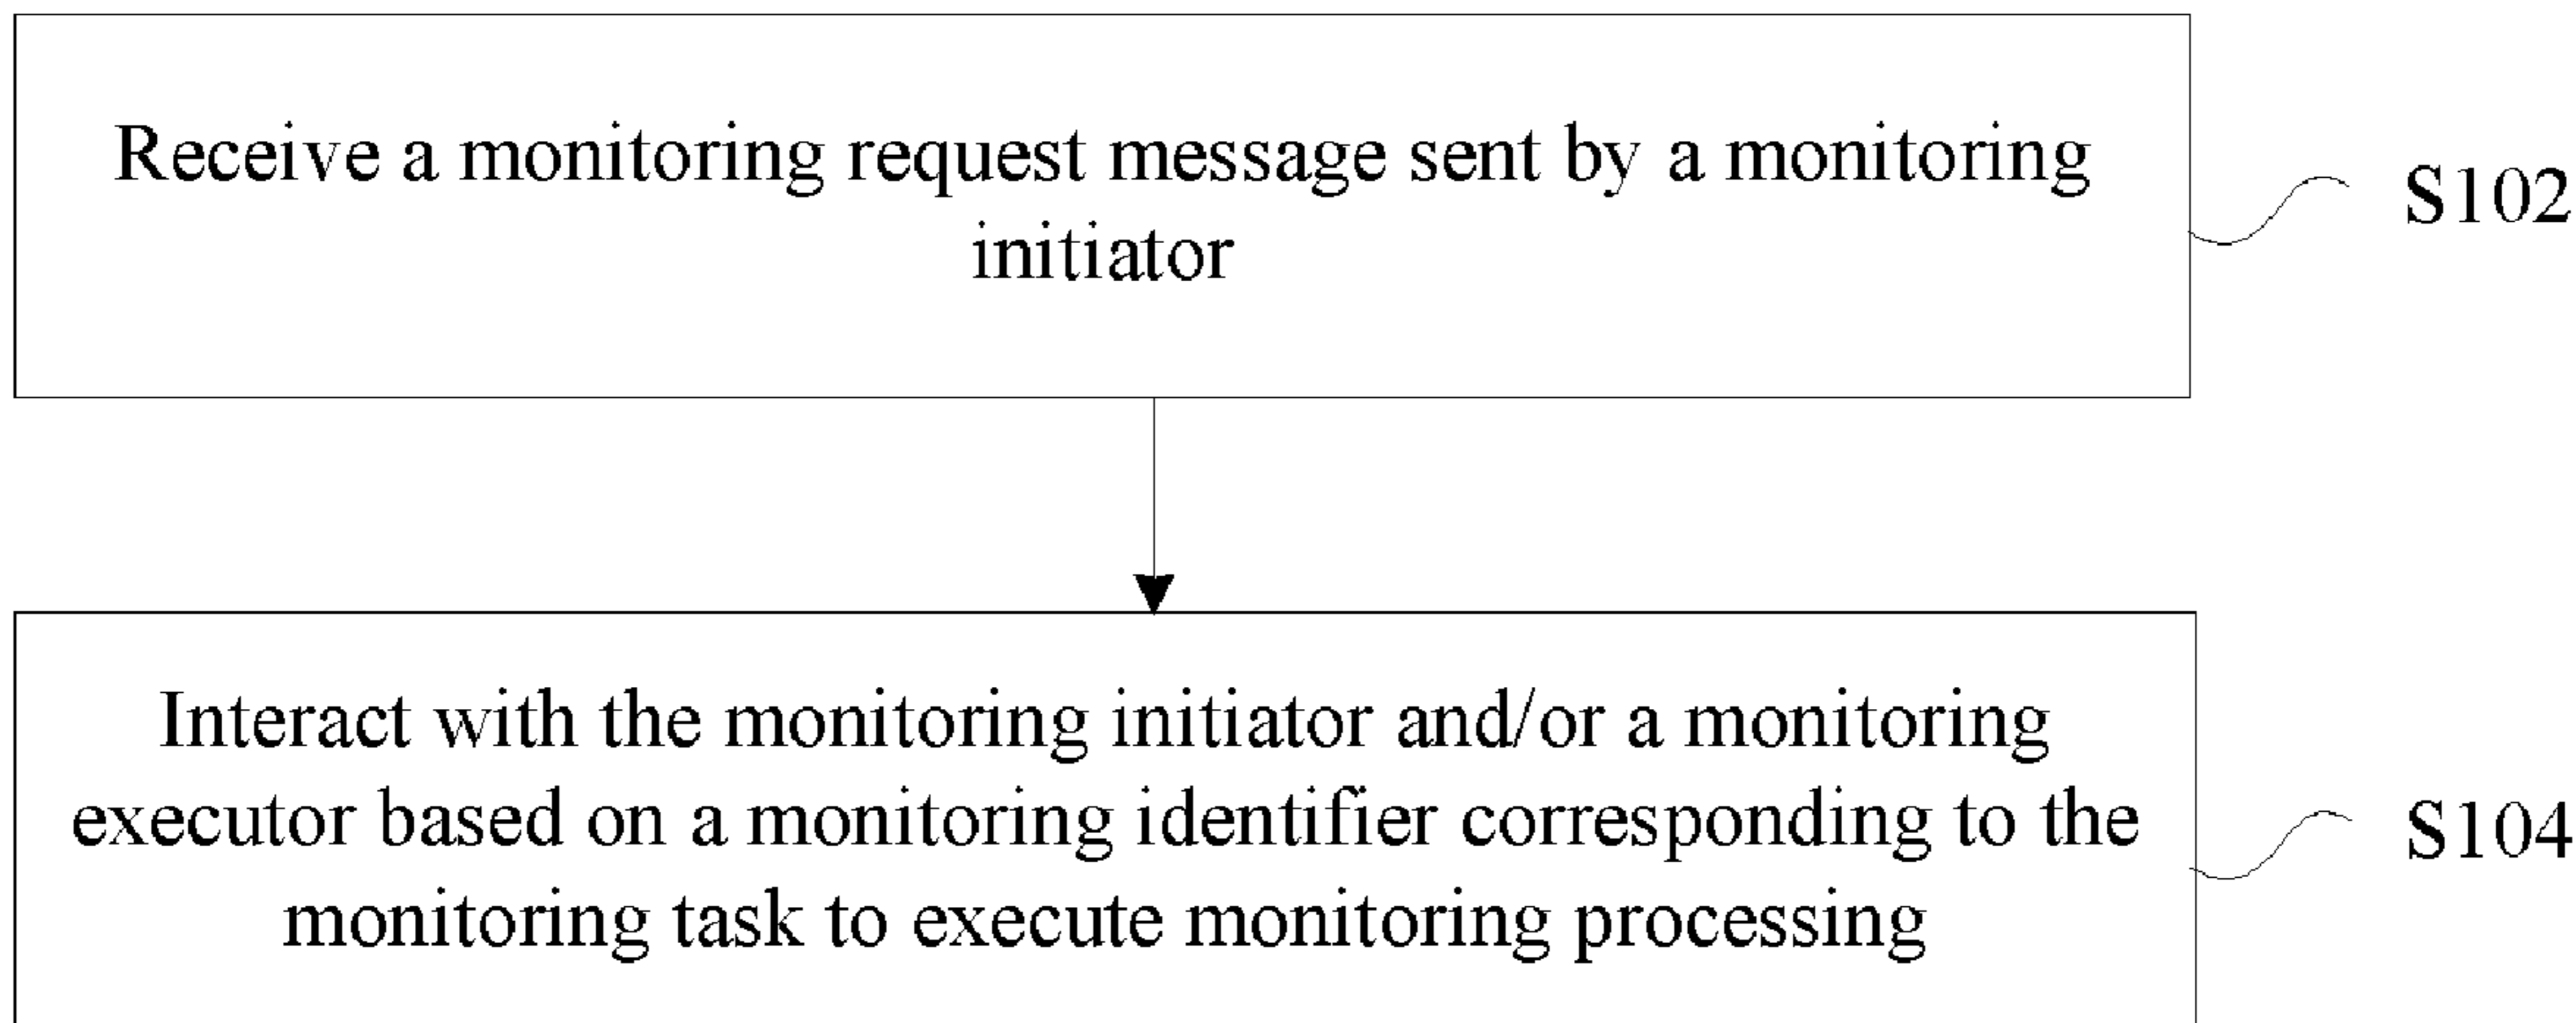 Receive a monitoring request message sent by a monitoring
initiator
S102
Interact with the monitoring initiator and/or a monitoring
executor based on a monitoring identifier corresponding to the
monitoring task to execute monitoring processing
S104